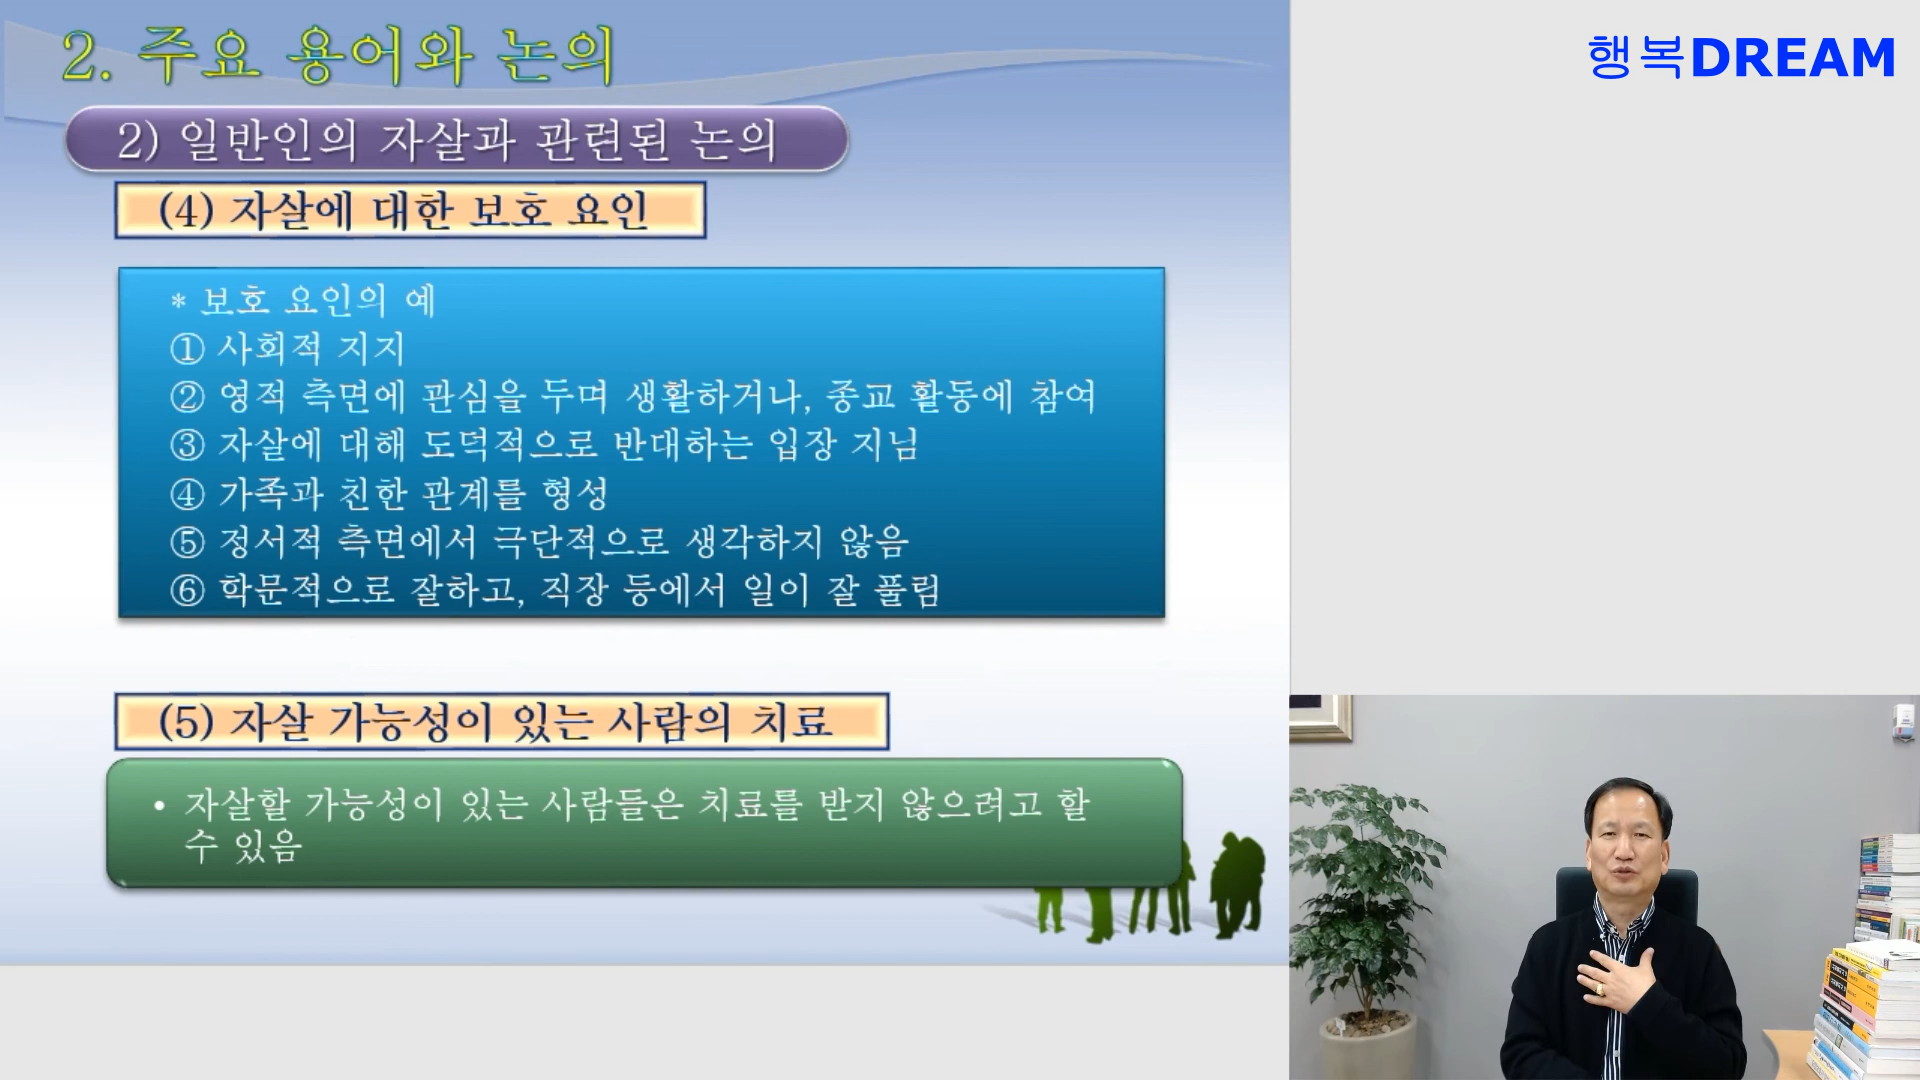 2. 주요 용어와 논의
행복DREAM
2) 일반인의 자살과 관련된 논의
(4) 자살에 대한 보호 요인
* 보호 요인의 예
① 사회적 지지
② 영적 측면에 관심을 두며 생활하거나, 종교 활동에 참여
③ 자살에 대해 도덕적으로 반대하는 입장 지님
④ 가족과 친한 관계를 형성
⑤ 정서적 측면에서 극단적으로 생각하지 않음
⑥ 학문적으로 잘하고, 직장 등에서 일이 잘 풀림
(5) 자살 가능성이 있는 사람의 치료
• 자살할 가능성이 있는 사람들은 치료를 받지 않으려고 할
수 있음